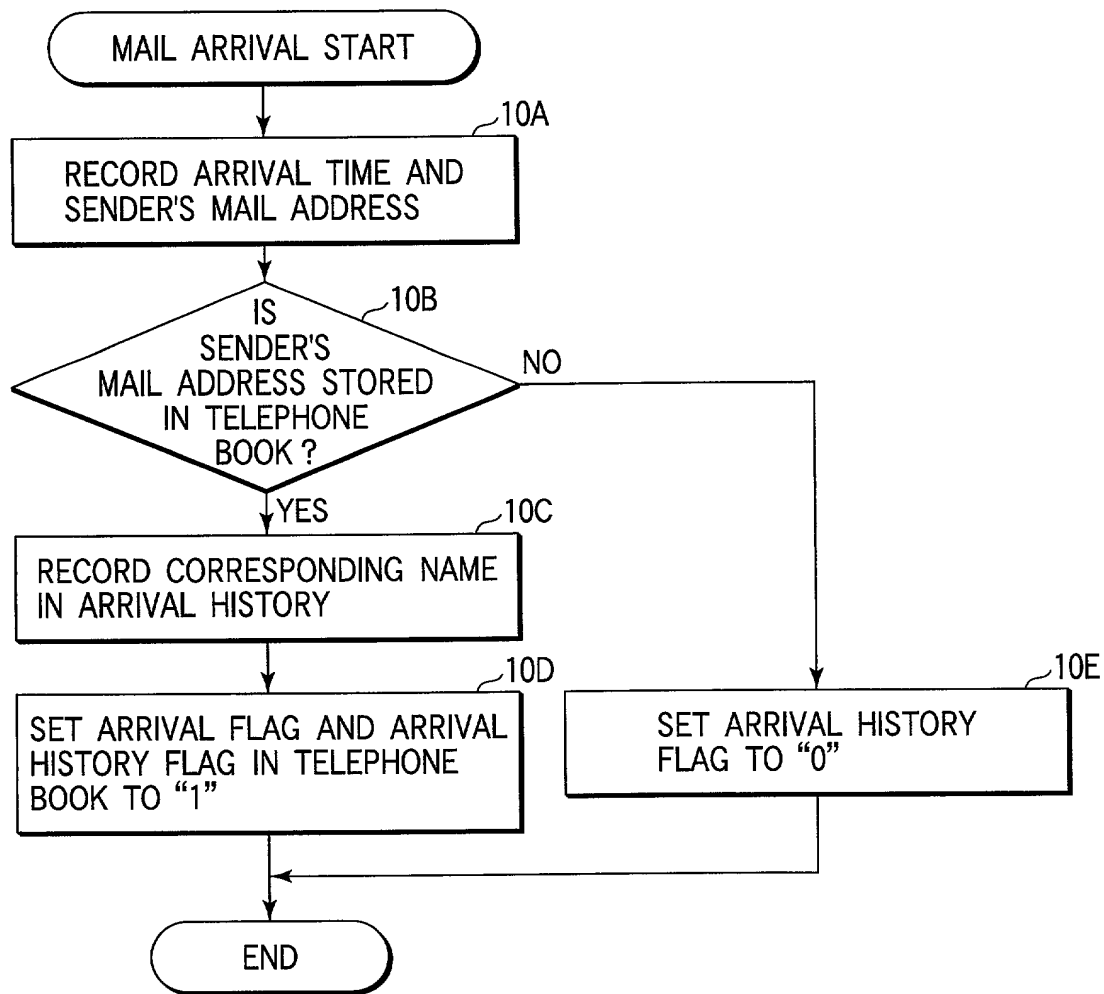 MAIL ARRIVAL START
10A
RECORD ARRIVAL TIME AND
SENDER'S MAIL ADDRESS
10B
IS
SENDER'S
MAIL ADDRESS STORED
IN TELEPHONE
BOOK ?
NO
YES
10C
RECORD CORRESPONDING NAME
IN ARRIVAL HISTORY
10D
SET ARRIVAL FLAG AND ARRIVAL
HISTORY FLAG IN TELEPHONE
BOOK TO “1”
10E
SET ARRIVAL HISTORY
FLAG TO “0”
END